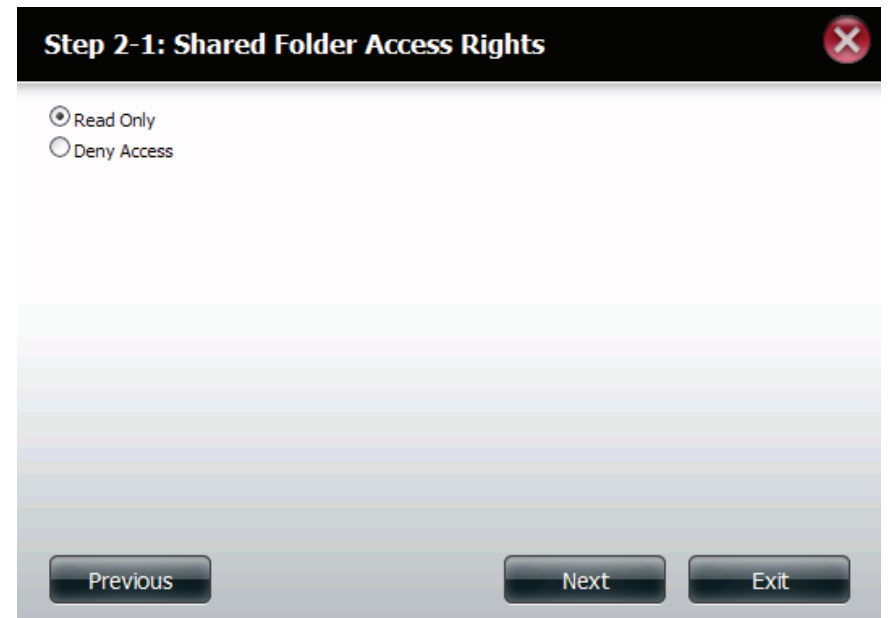 Step 2-1: Shared Folder Access Rights
Read Only
Deny Access
Previous
Next
Exit